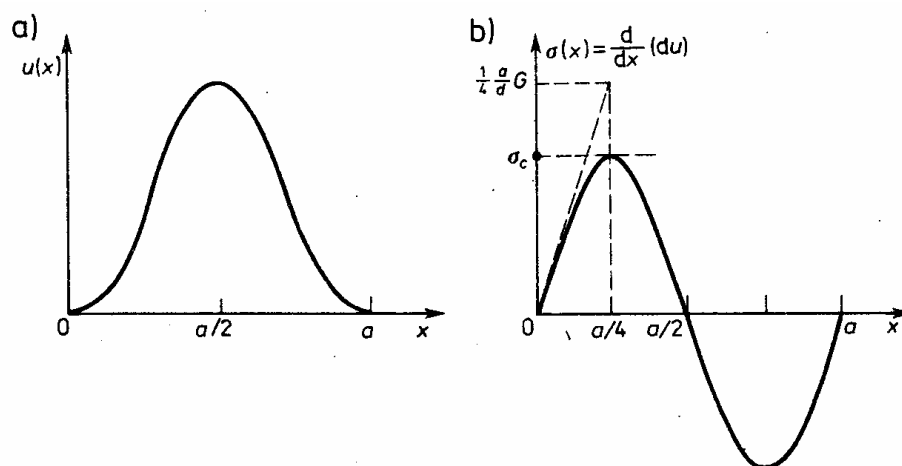 a)
u(x)
0
a/2
a
x
b)
σ(x) = d/dx (du)
1/4 a/d G
σc
0
a/4
a/2
a
x